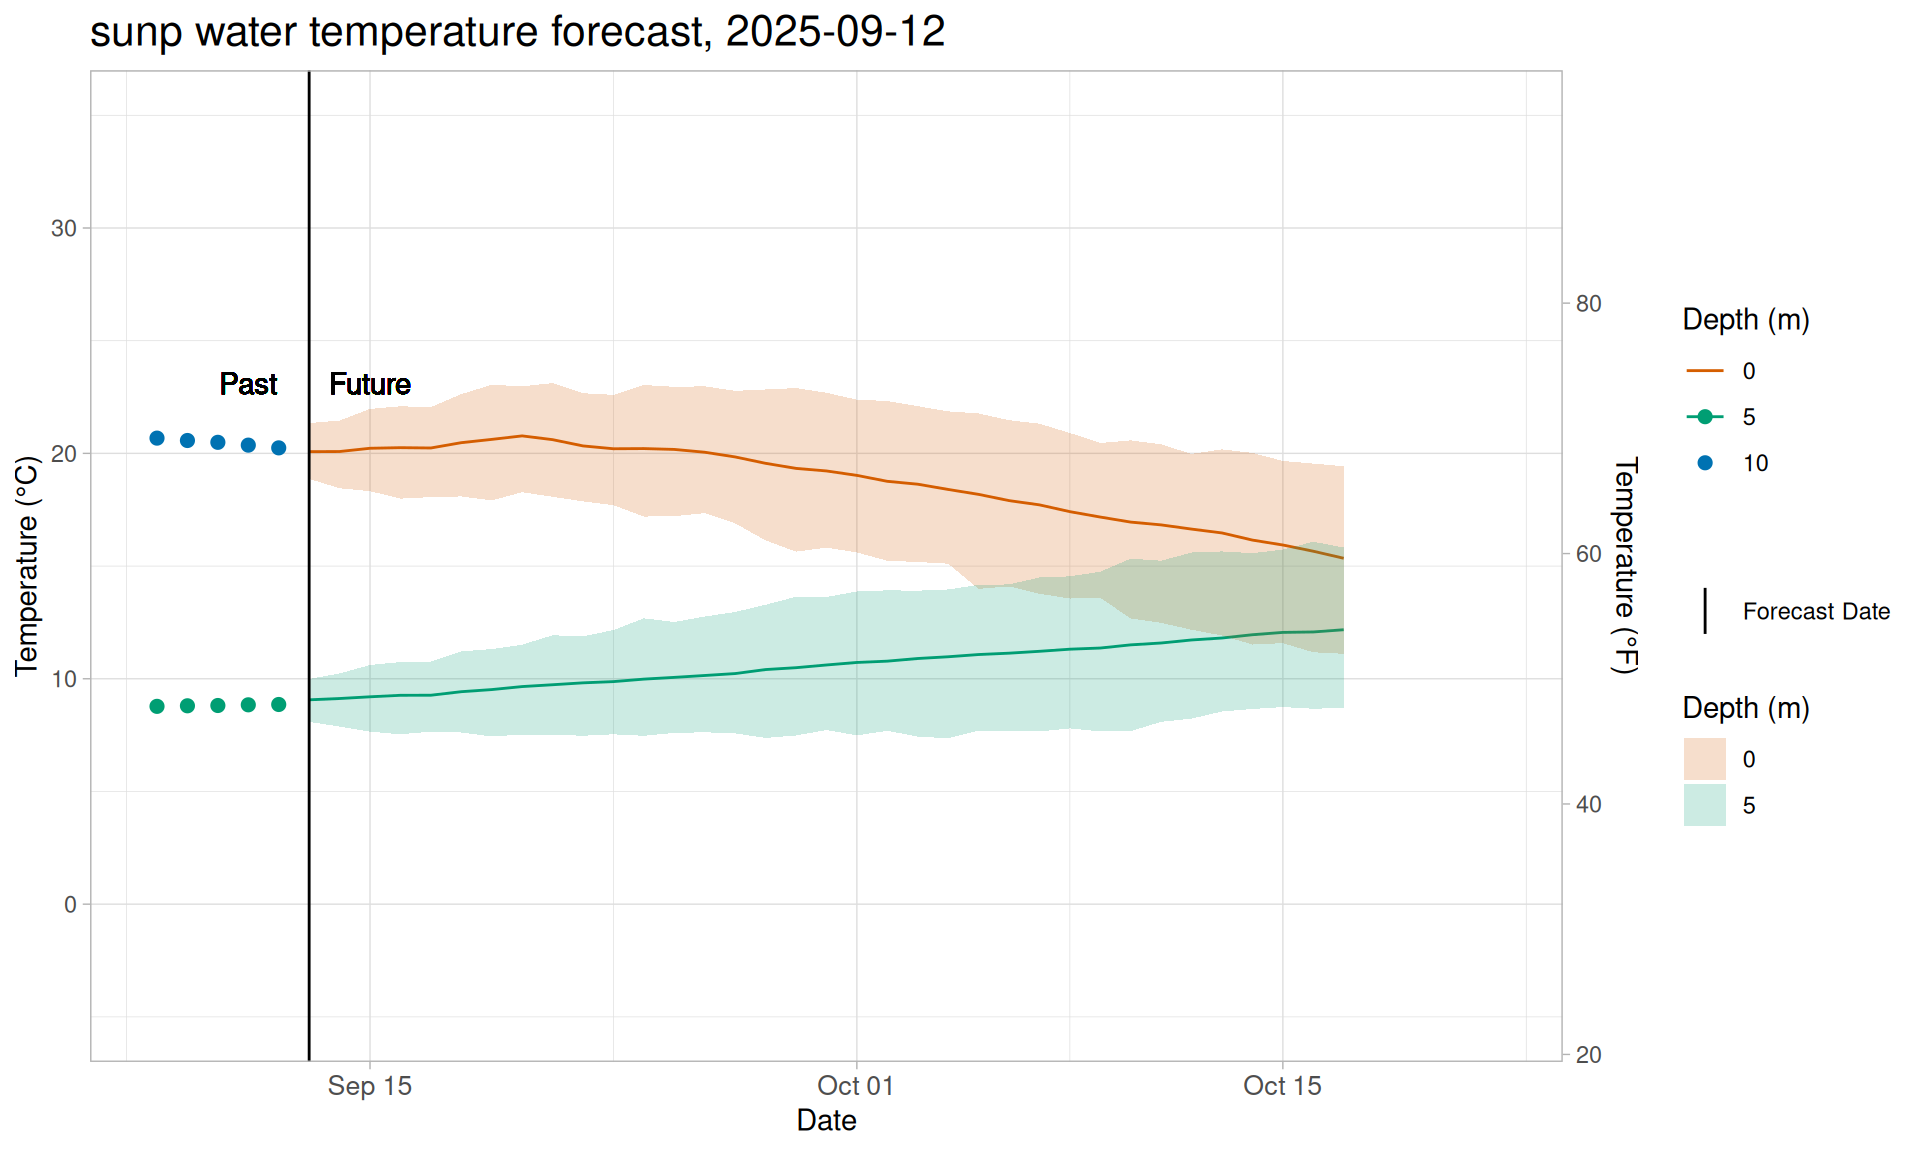 sunp water temperature forecast, 2025-09-12
Past
Future
30
20
10
0
Temperature (°C)
80
60
40
20
Temperature (°F)
Sep 15
Oct 01
Oct 15
Date
Depth (m)
0
5
10
Forecast Date
Depth (m)
0
5